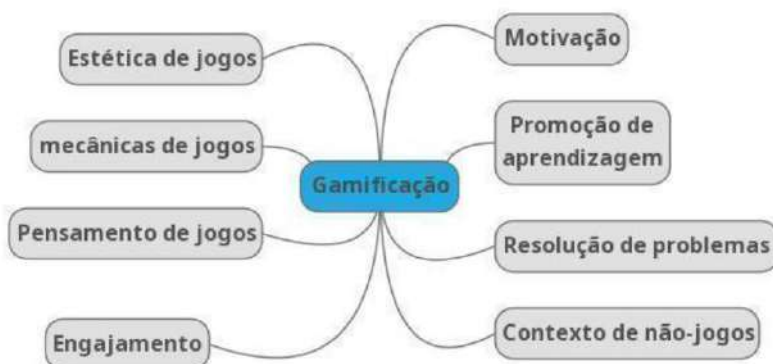 Estética de jogos
mecânicas de jogos
Pensamento de jogos
Engajamento
Gamificação
Motivação
Promoção de
aprendizagem
Resolução de problemas
Contexto de não-jogos